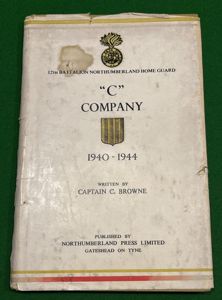 12TH BATTALION NORTHUMBERLAND HOME GUARD
"C"
COMPANY
1940 - 1944
WRITTEN BY
CAPTAIN C. BROWNE
PUBLISHED BY
NORTHUMBERLAND PRESS LIMITED
GATESHEAD ON TYNE